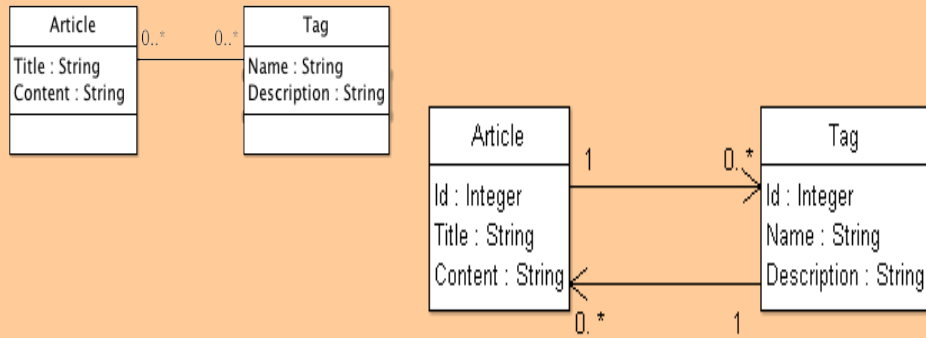 Article
0..*
0..*
Tag
Title : String
Content : String
Name : String
Description : String
Article
1
0..*
Tag
Id : Integer
Title : String
Content : String
Id : Integer
Name : String
Description : String
0. *
1